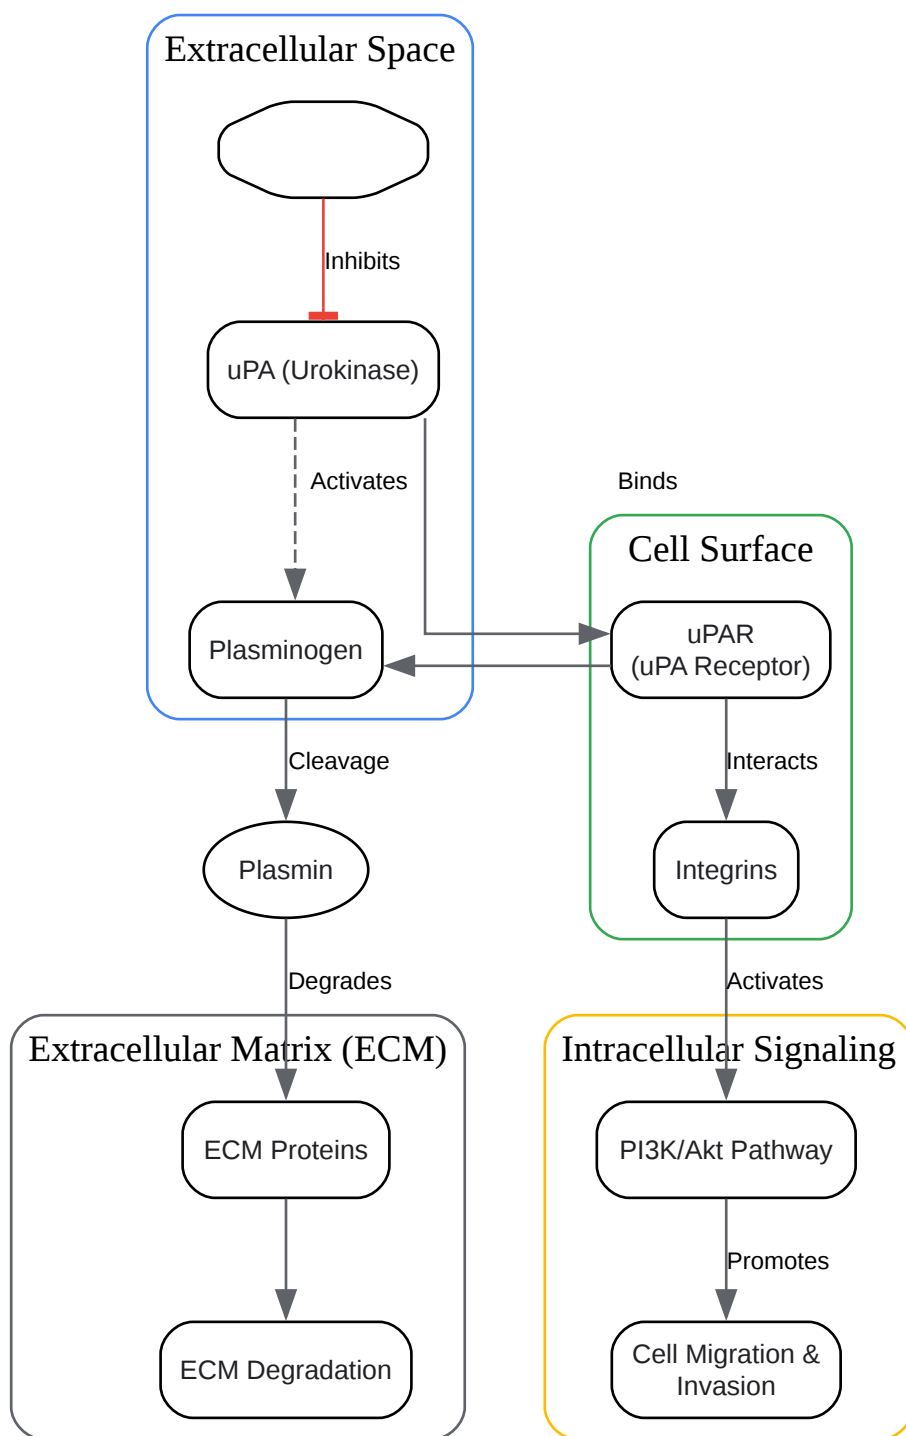 Extracellular Space
Inhibits
uPA (Urokinase)
Activates
Binds
Cell Surface
Plasminogen
uPAR
(uPA Receptor)
Cleavage
Interacts
Plasmin
Integrins
Degrades
Activates
Extracellular Matrix (ECM)
Intracellular Signaling
ECM Proteins
PI3K/Akt Pathway
Promotes
ECM Degradation
Cell Migration &
Invasion